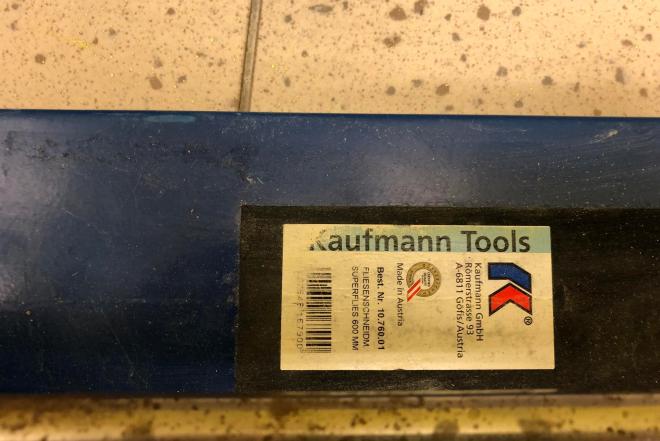 Kaufmann Tools
Kaufmann GmbH
Römerstrasse 93
A-6811 Göfis/Austria
®
Made in Austria
Best. Nr. 10.760.01
FLIESENSCHNEIDM.
SUPERFLIES 600 MM